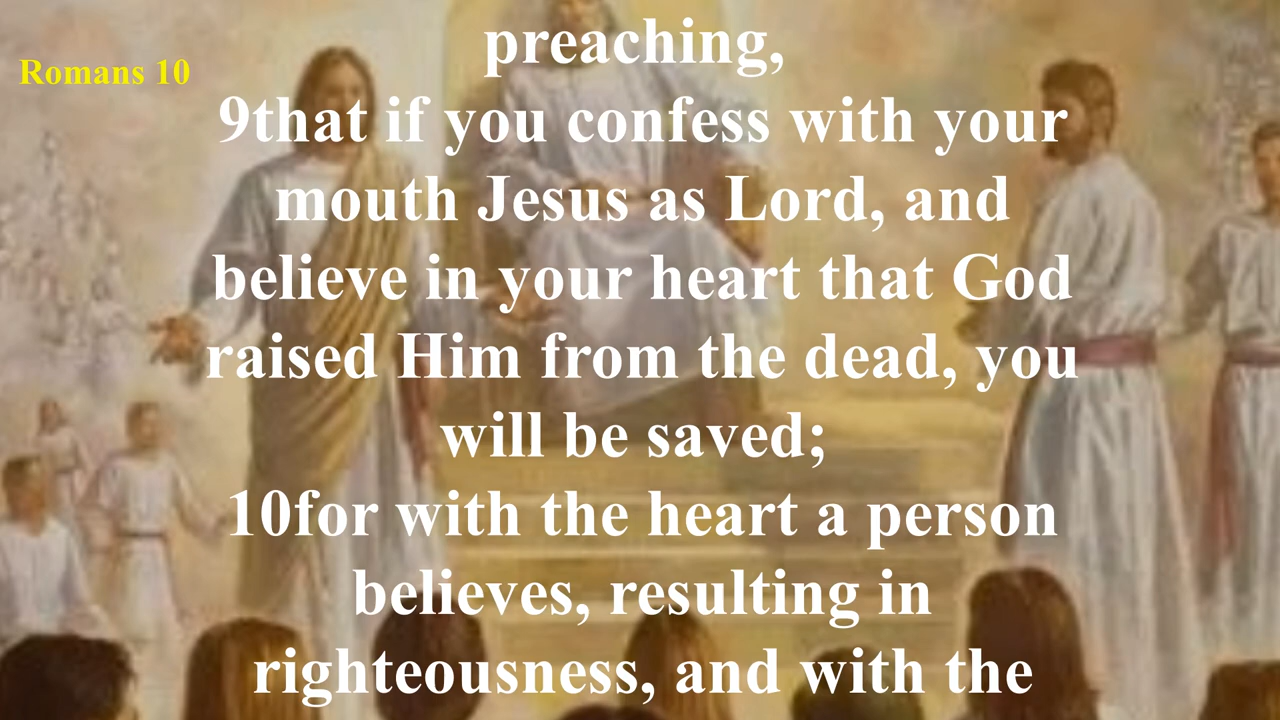 preaching,
Romans 10
9that if you confess with your
mouth Jesus as Lord, and
believe in your heart that God
raised Him from the dead, you
will be saved;
10for with the heart a person
believes, resulting in
righteousness, and with the